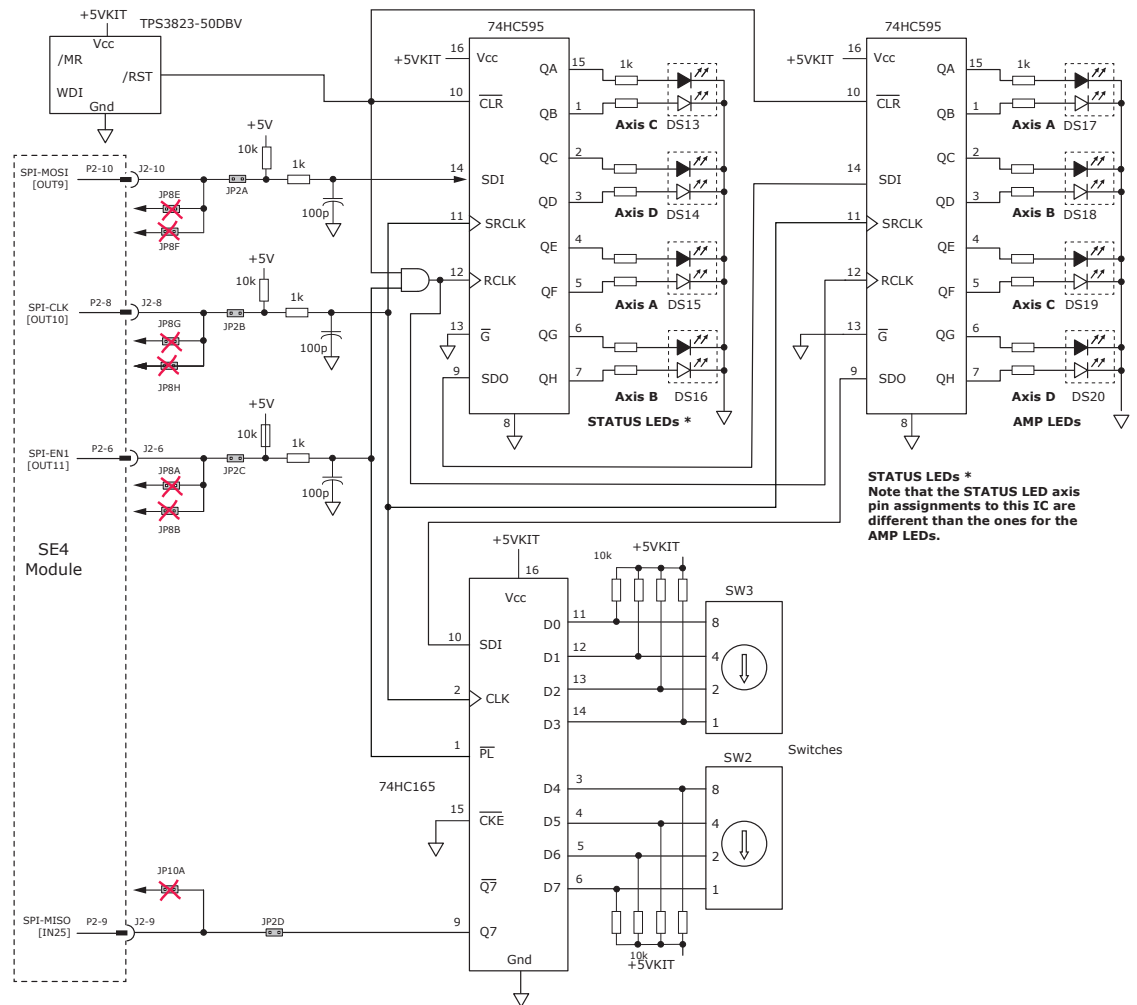 +5VKIT
TPS3823-50DBV
Vcc
/MR
/RST
WDI
Gnd
74HC595
+5VKIT
16
Vcc
10
CLR
14
SDI
11
SRCLK
12
RCLK
13
G
9
SDO
8
QA
15
1k
QB
1
Axis C DS13
QC
2
QD
3
Axis D DS14
QE
4
QF
5
Axis A DS15
QG
6
QH
7
Axis B DS16
STATUS LEDs *
74HC595
+5VKIT
16
Vcc
10
CLR
14
SDI
11
SRCLK
12
RCLK
13
G
9
SDO
8
QA
15
1k
QB
1
Axis A DS17
QC
2
QD
3
Axis B DS18
QE
4
QF
5
Axis C DS19
QG
6
QH
7
Axis D DS20
AMP LEDs
STATUS LEDs *
Note that the STATUS LED axis
pin assignments to this IC are
different than the ones for the
AMP LEDs.
SPI-MOSI
[OUT9]
P2-10
J2-10
JP8E
JP8F
JP2A
+5V
10k
1k
100p
SPI-CLK
[OUT10]
P2-8
J2-8
JP8G
JP8H
JP2B
+5V
10k
1k
100p
SPI-EN1
[OUT11]
P2-6
J2-6
JP8A
JP8B
JP2C
+5V
10k
1k
100p
SE4
Module
JP10A
SPI-MISO
[IN25]
P2-9
J2-9
JP2D
74HC165
+5VKIT
16
Vcc
10
SDI
2
CLK
1
PL
15
CKE
Q7
9
Q7
Gnd
D0
11
D1
12
D2
13
D3
14
D4
3
D5
4
D6
5
D7
6
10k
+5VKIT
SW3
8
4
2
1
Switches
SW2
8
4
2
1
10k
+5VKIT